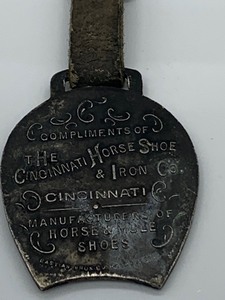 COMPLIMENTS OF
THE
CINCINNATI HORSE SHOE
& IRON CO.
CINCINNATI
MANUFACTURERS OF
HORSE & MULE
SHOES